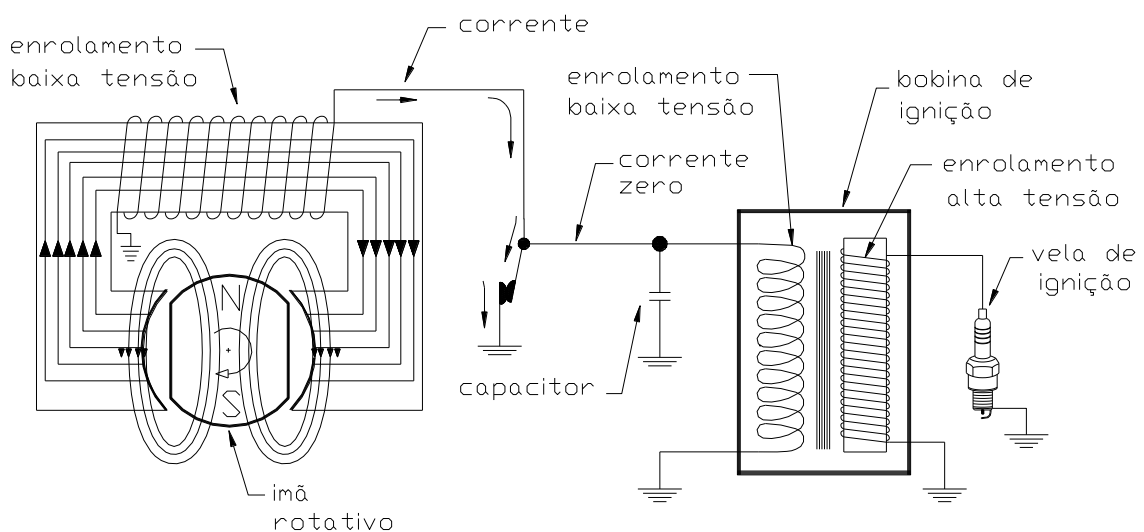 corrente
enrolamento
baixa tensão
enrolamento
baixa tensão
bobina de
ignição
corrente
zero
enrolamento
alta tensão
vela de
ignição
N
S
capacitor
imã
rotativo